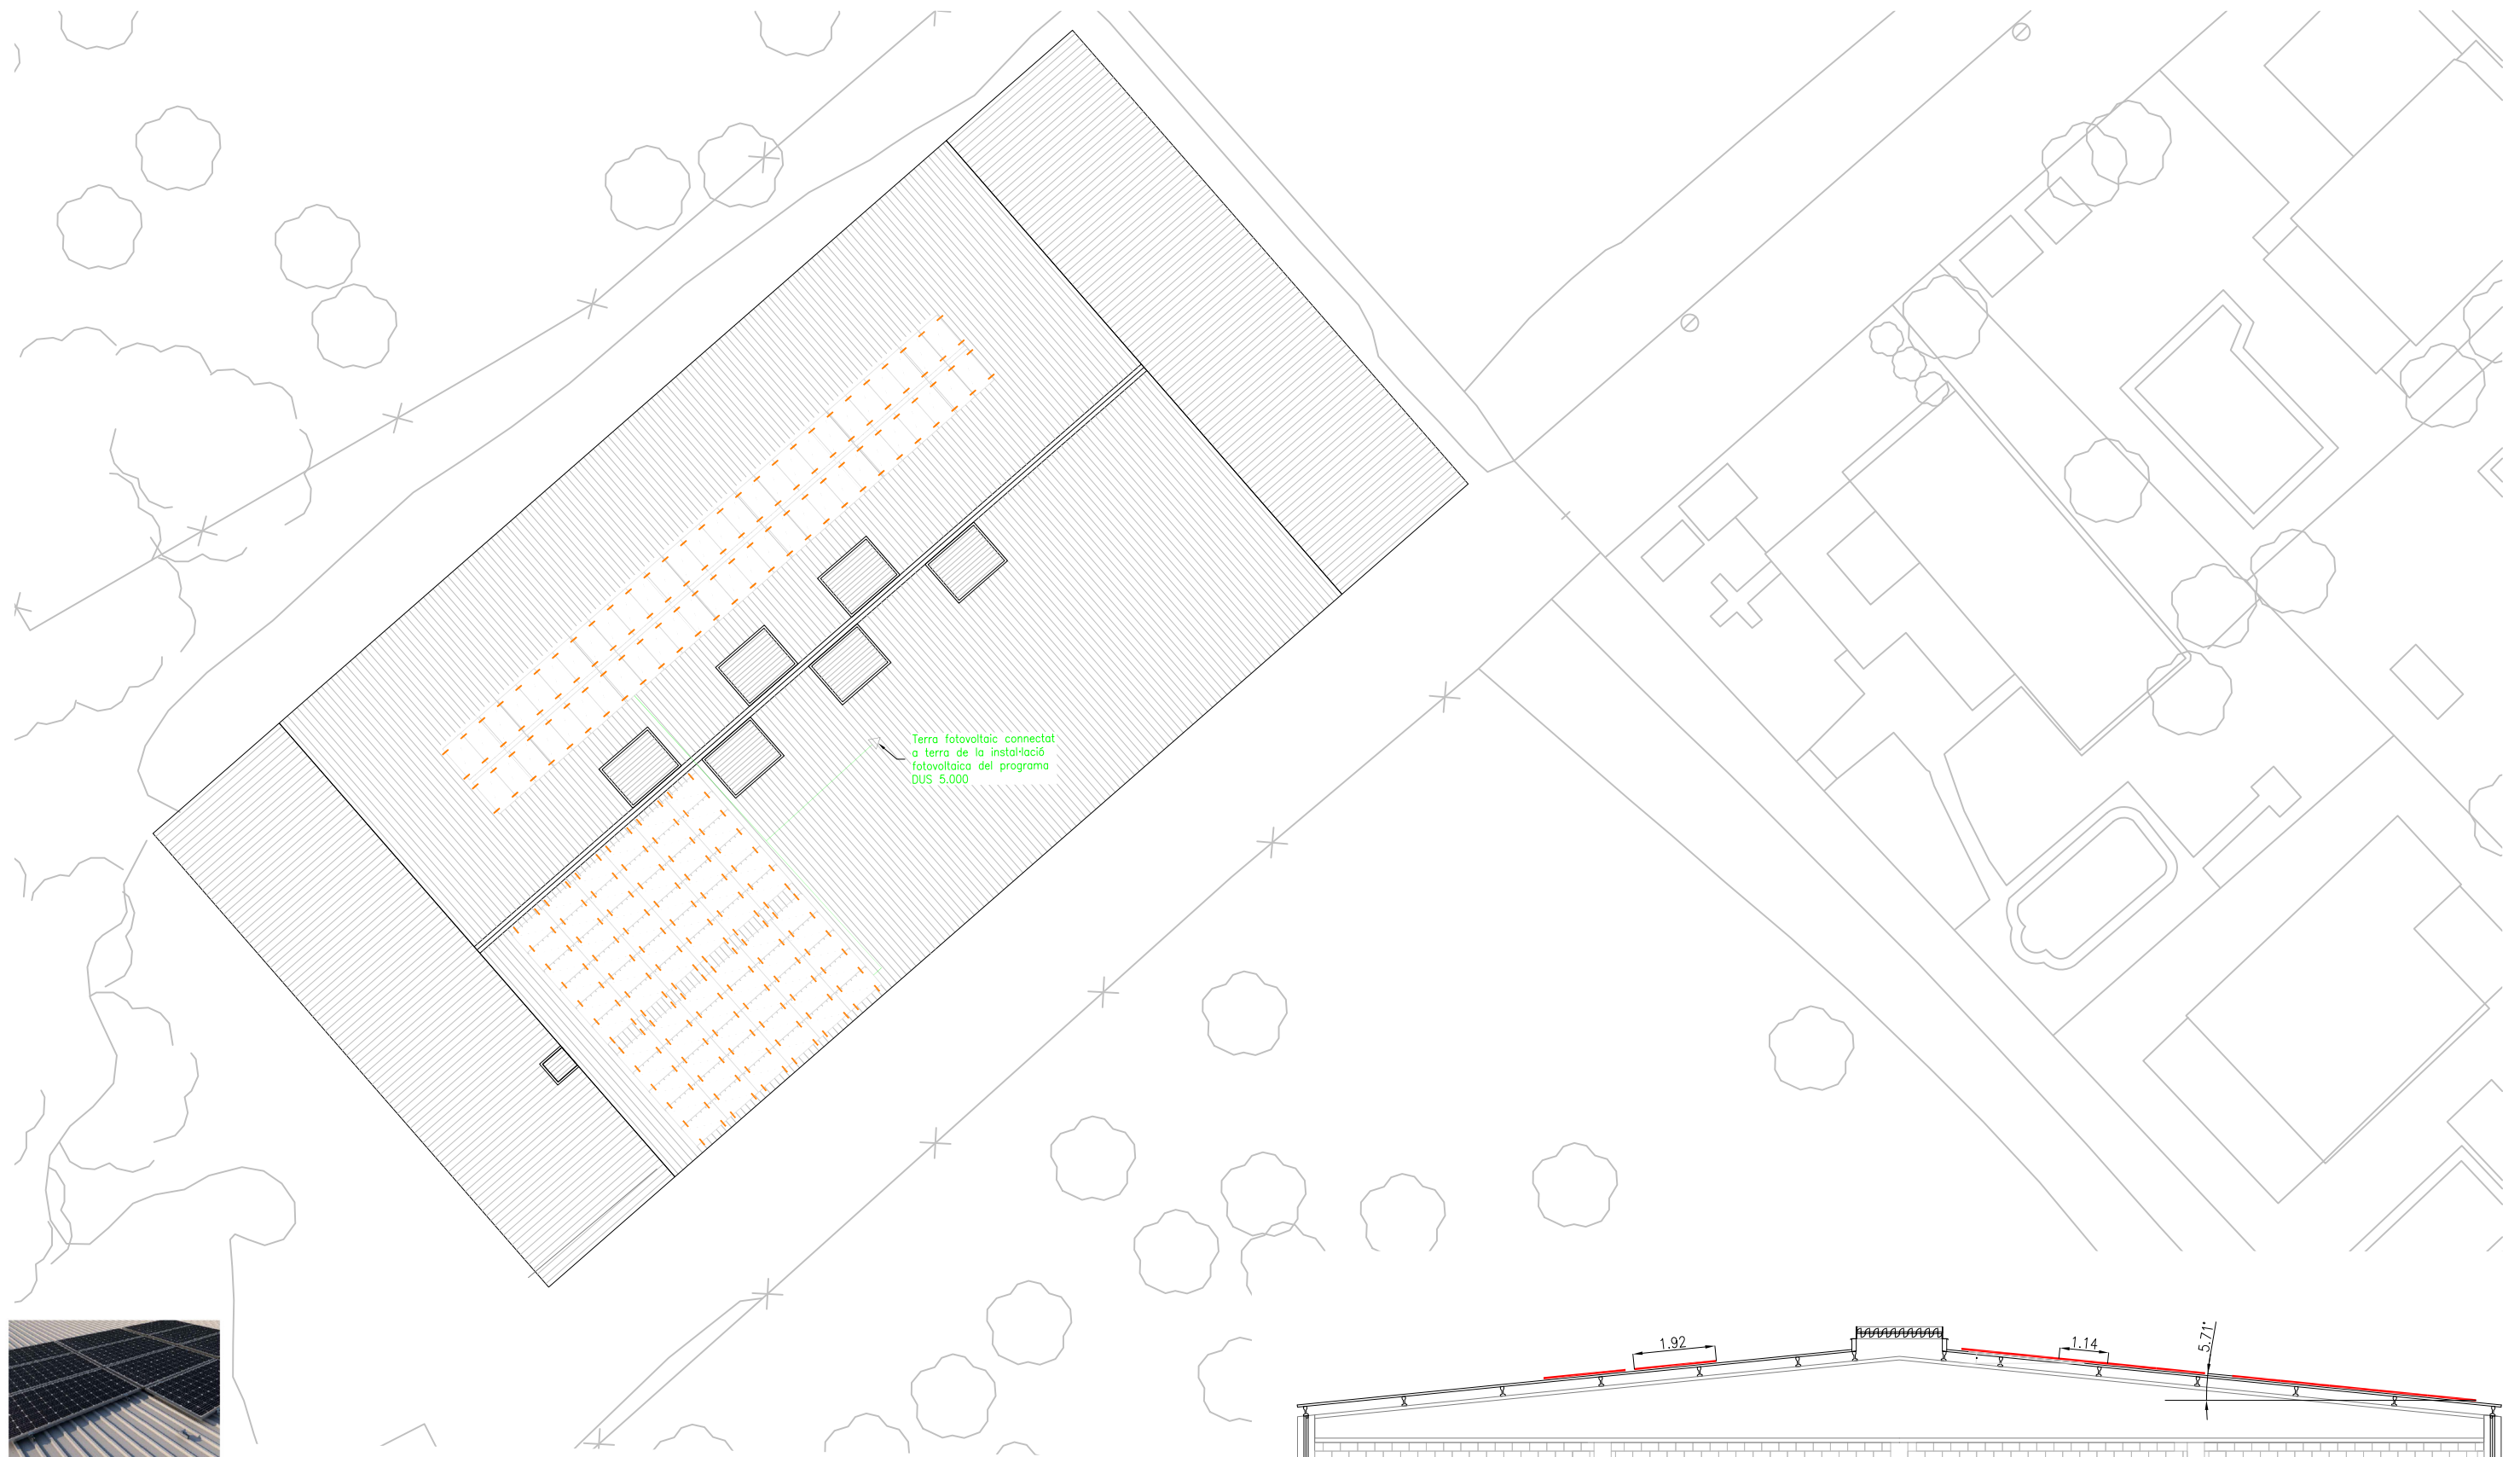 Terra fotovoltaic connectat
a terra de la instal·lació
fotovoltaica del programa
DUS 5.000
1.92
1.14
5.71°